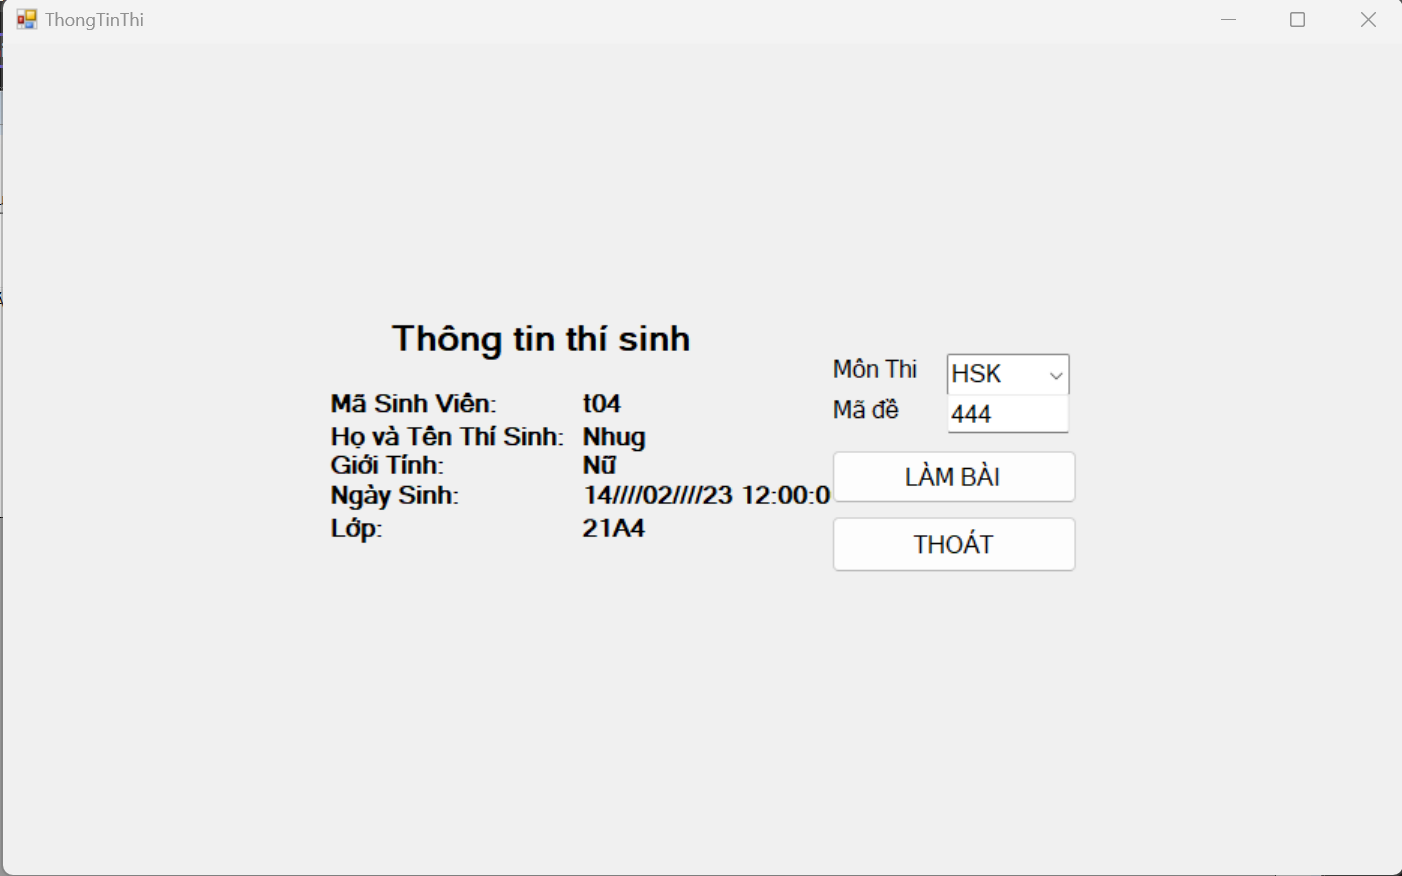 ThongTinThi
Thông tin thí sinh
Mã Sinh Viên: t04
Họ và Tên Thí Sinh: Nhug
Giới Tính: Nữ
Ngày Sinh: 14////02////23 12:00:0
Lớp: 21A4
Môn Thi HSK
Mã đề 444
LÀM BÀI
THOÁT